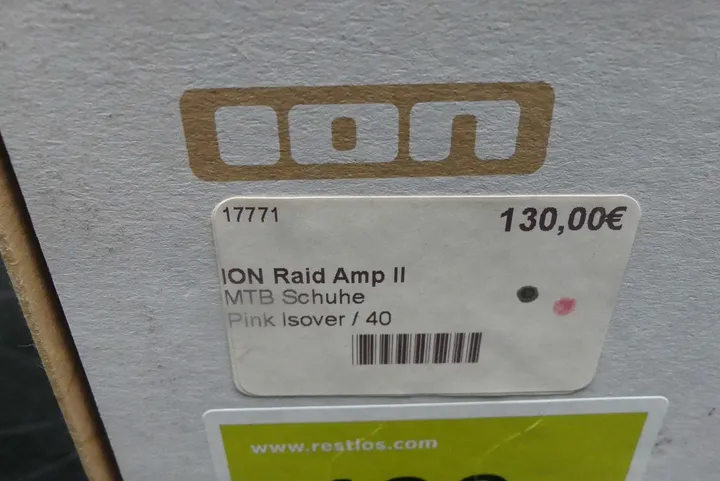 ion
17771
130,00€
ION Raid Amp II
MTB Schuhe
Pink Isover / 40
www.restfos.com